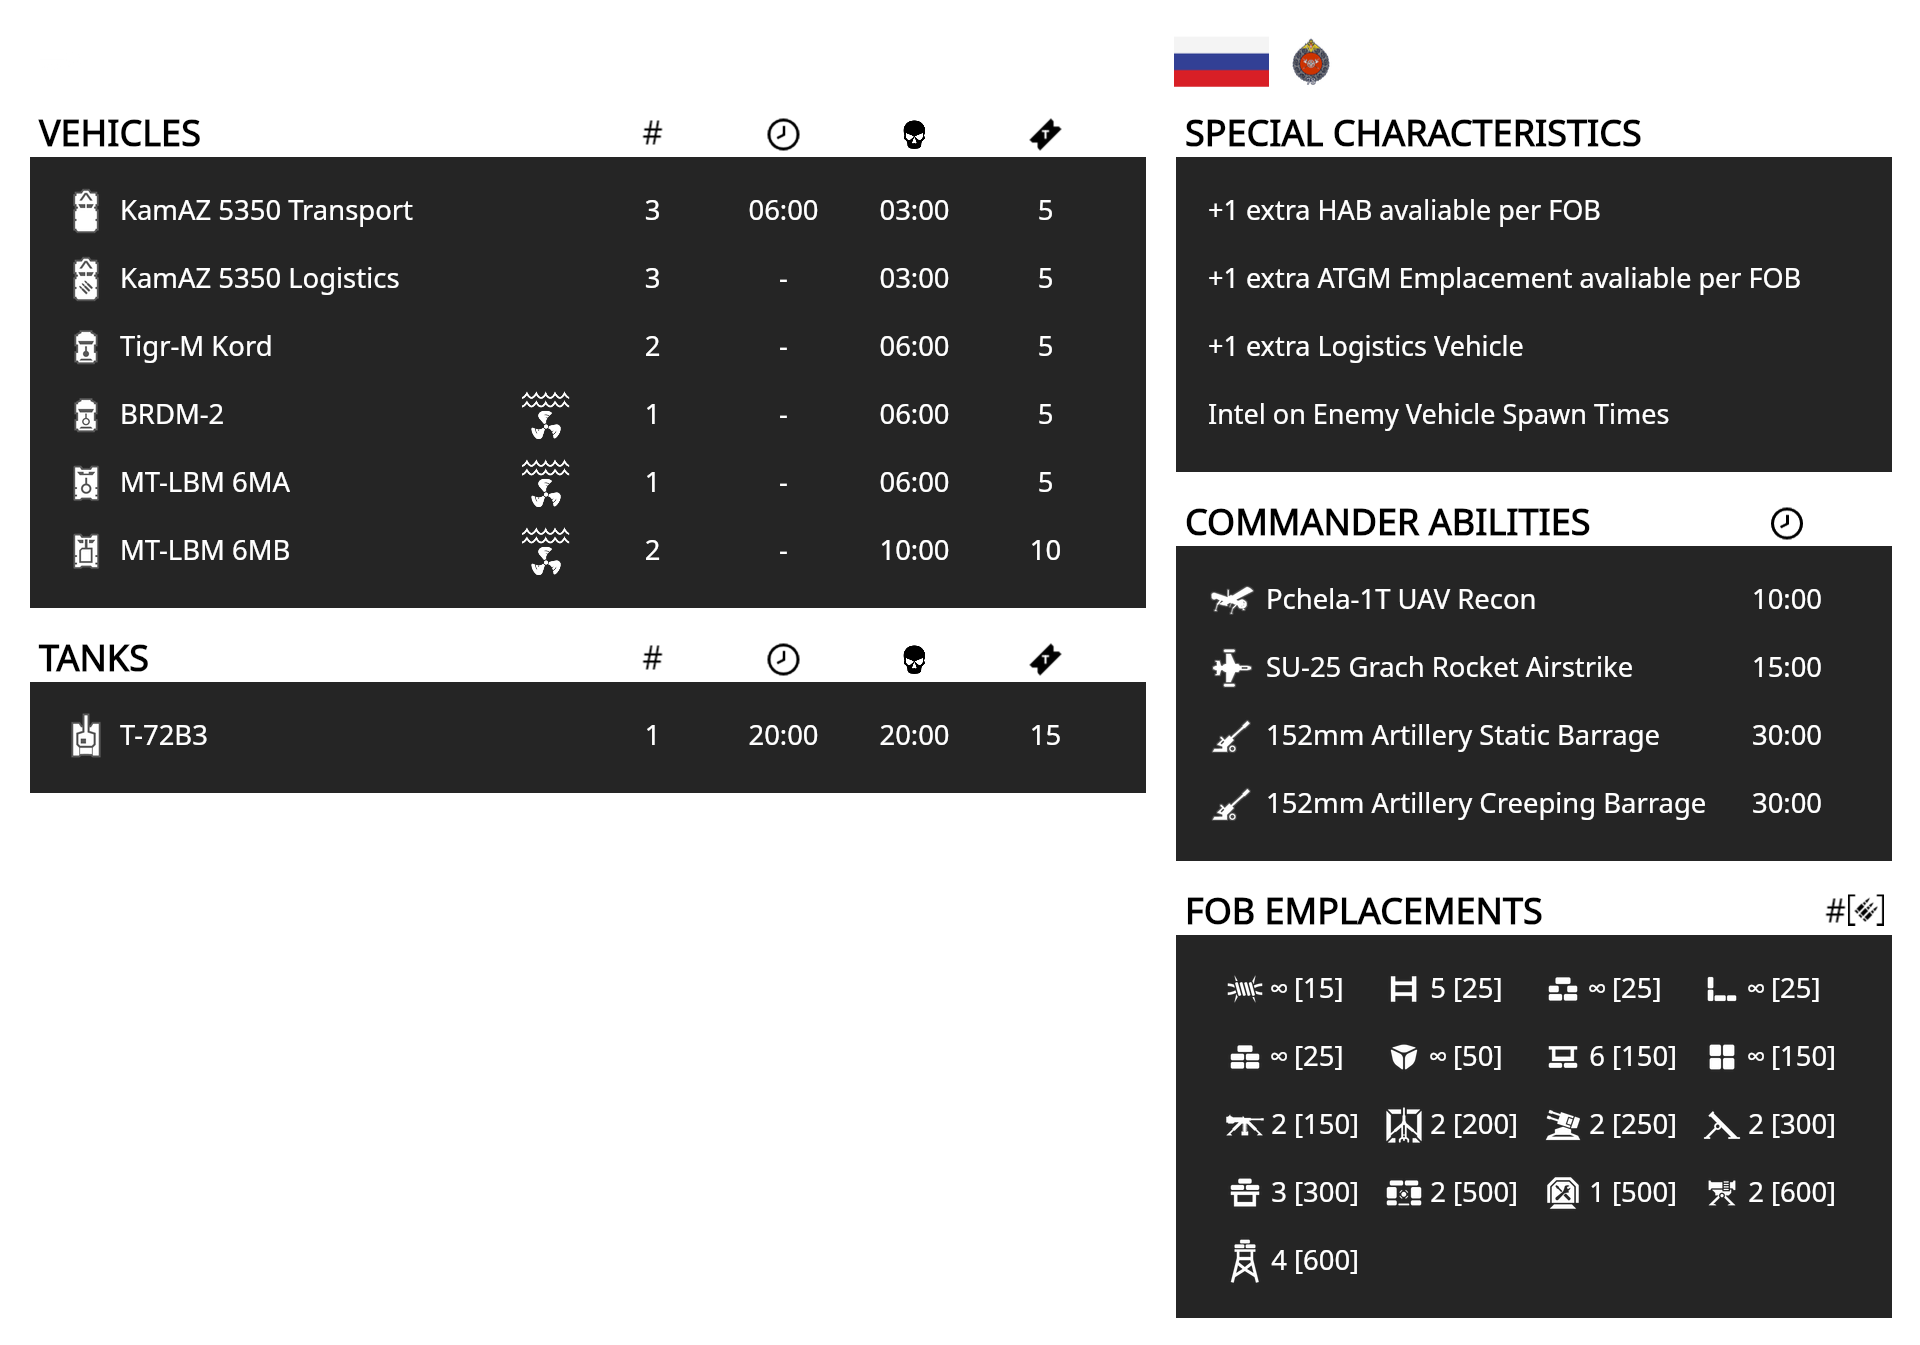 VEHICLES #
KamAZ 5350 Transport 3 06:00 03:00 5
KamAZ 5350 Logistics 3 - 03:00 5
Tigr-M Kord 2 - 06:00 5
BRDM-2 1 - 06:00 5
MT-LBM 6MA 1 - 06:00 5
MT-LBM 6MB 2 - 10:00 10
TANKS #
T-72B3 1 20:00 20:00 15
SPECIAL CHARACTERISTICS
+1 extra HAB avaliable per FOB
+1 extra ATGM Emplacement avaliable per FOB
+1 extra Logistics Vehicle
Intel on Enemy Vehicle Spawn Times
COMMANDER ABILITIES
Pchela-1T UAV Recon 10:00
SU-25 Grach Rocket Airstrike 15:00
152mm Artillery Static Barrage 30:00
152mm Artillery Creeping Barrage 30:00
FOB EMPLACEMENTS #[]
∞ [15] 5 [25] ∞ [25] ∞ [25]
∞ [25] ∞ [50] 6 [150] ∞ [150]
2 [150] 2 [200] 2 [250] 2 [300]
3 [300] 2 [500] 1 [500] 2 [600]
4 [600]